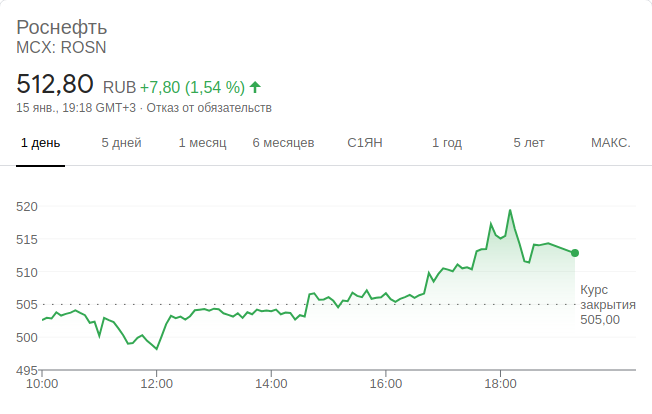 Роснефть
MCX: ROSN
512,80 RUB +7,80 (1,54 %)
15 янв., 19:18 GMT+3 · Отказ от обязательств
1 день 5 дней 1 месяц 6 месяцев С1ЯН 1 год 5 лет МАКС.
520
515
510
505
500
495
Курс
закрытия
505,00
10:00 12:00 14:00 16:00 18:00